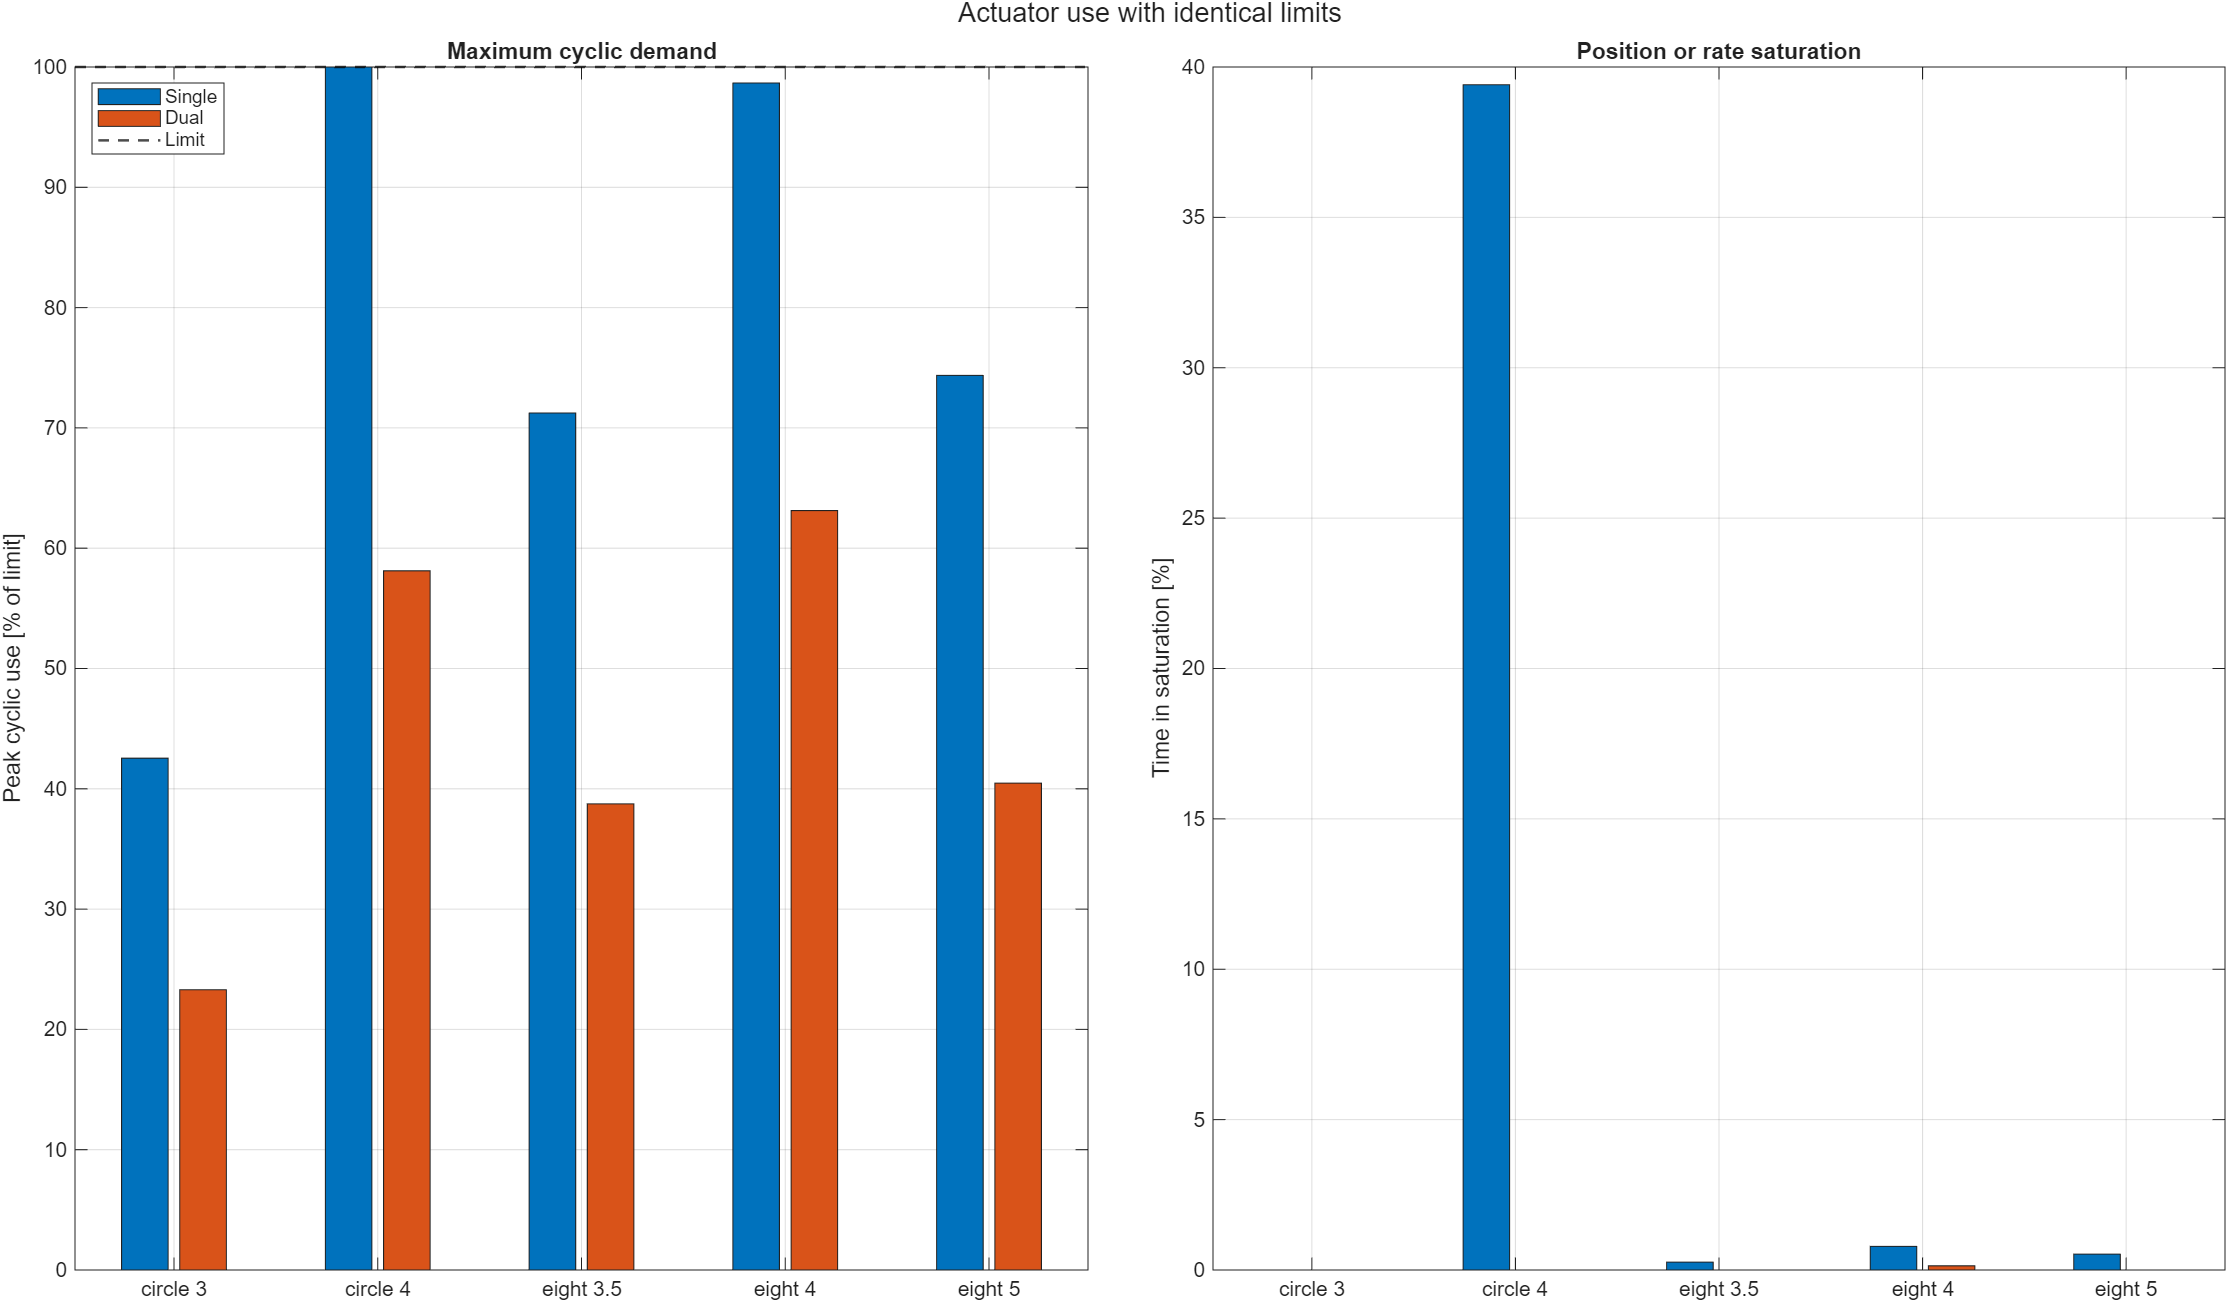 Actuator use with identical limits
Maximum cyclic demand
Peak cyclic use [% of limit]
100
90
80
70
60
50
40
30
20
10
0
Single
Dual
Limit
circle 3
circle 4
eight 3.5
eight 4
eight 5
Position or rate saturation
Time in saturation [%]
40
35
30
25
20
15
10
5
0
circle 3
circle 4
eight 3.5
eight 4
eight 5